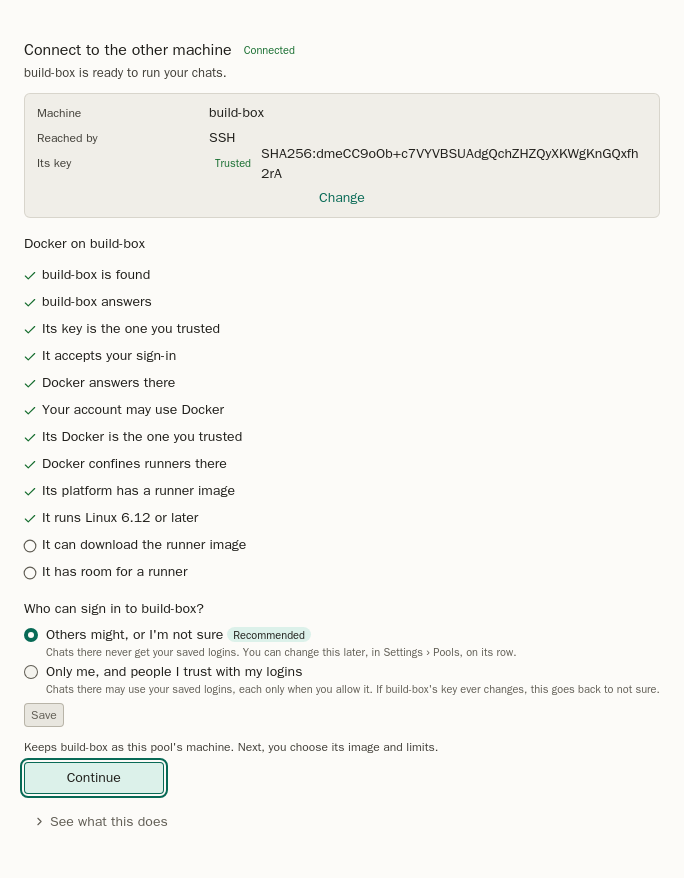 Connect to the other machine Connected
build-box is ready to run your chats.
Machine build-box
Reached by SSH
Its key Trusted SHA256:dmeCC9oOb+c7VYVBSUAdgQchZHZQyXKWgKnGQxfh
2rA
Change
Docker on build-box
build-box is found
build-box answers
Its key is the one you trusted
It accepts your sign-in
Docker answers there
Your account may use Docker
Its Docker is the one you trusted
Docker confines runners there
Its platform has a runner image
It runs Linux 6.12 or later
It can download the runner image
It has room for a runner
Who can sign in to build-box?
Others might, or I'm not sure Recommended
Chats there never get your saved logins. You can change this later, in Settings › Pools, on its row.
Only me, and people I trust with my logins
Chats there may use your saved logins, each only when you allow it. If build-box's key ever changes, this goes back to not sure.
Save
Keeps build-box as this pool's machine. Next, you choose its image and limits.
Continue
See what this does